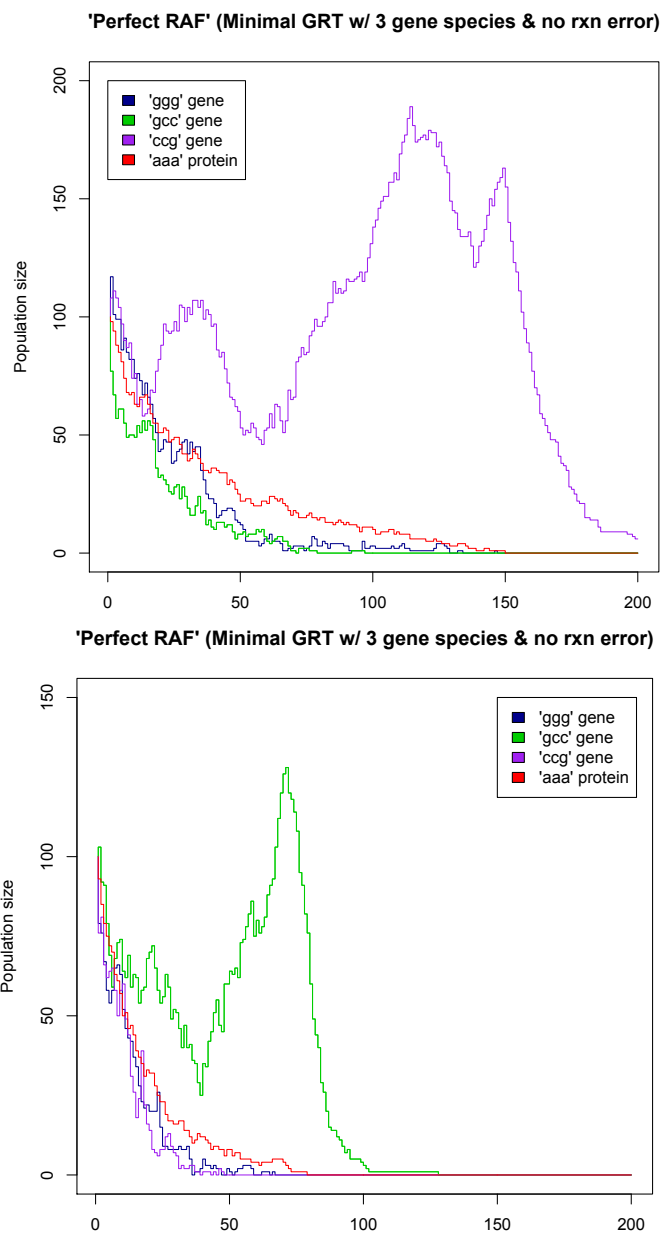 'Perfect RAF' (Minimal GRT w/ 3 gene species & no rxn error)
200
150
100
50
0
Population size
'ggg' gene
'gcc' gene
'ccg' gene
'aaa' protein
0 50 100 150 200
'Perfect RAF' (Minimal GRT w/ 3 gene species & no rxn error)
150
100
50
0
Population size
'ggg' gene
'gcc' gene
'ccg' gene
'aaa' protein
0 50 100 150 200